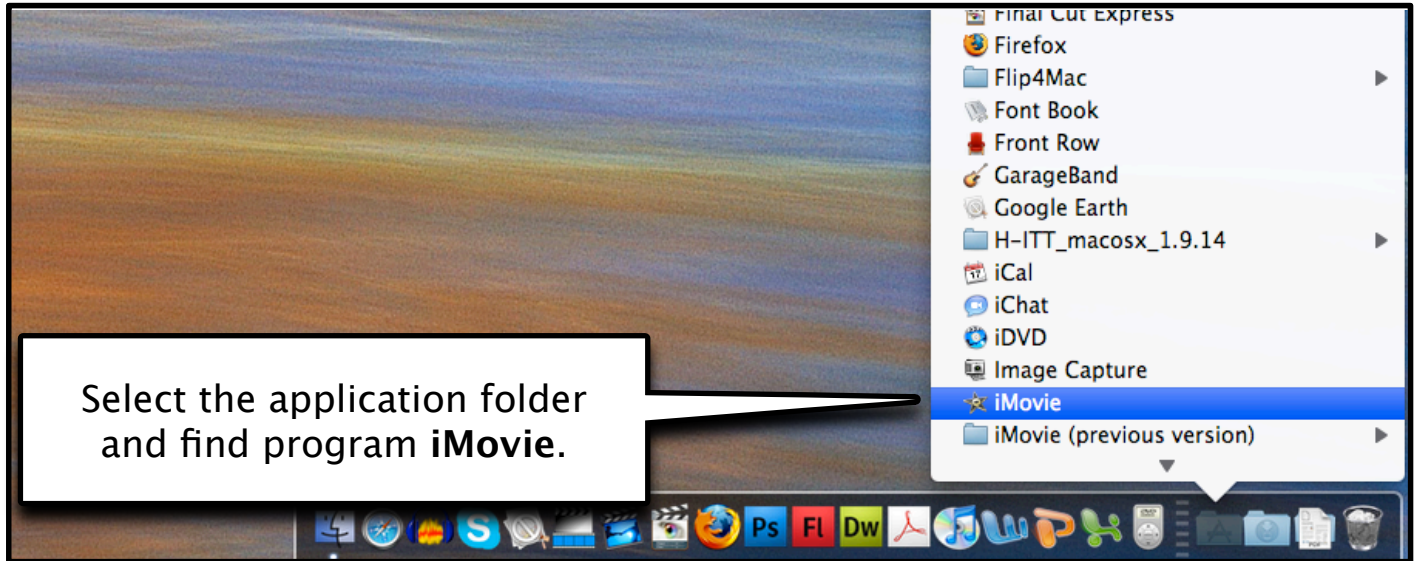 Final Cut Express
Firefox
Flip4Mac
Font Book
Front Row
GarageBand
Google Earth
H-ITT_macosx_1.9.14
iCal
iChat
iDVD
Image Capture
iMovie
iMovie (previous version)
Select the application folder
and find program iMovie.
Ps Fl Dw